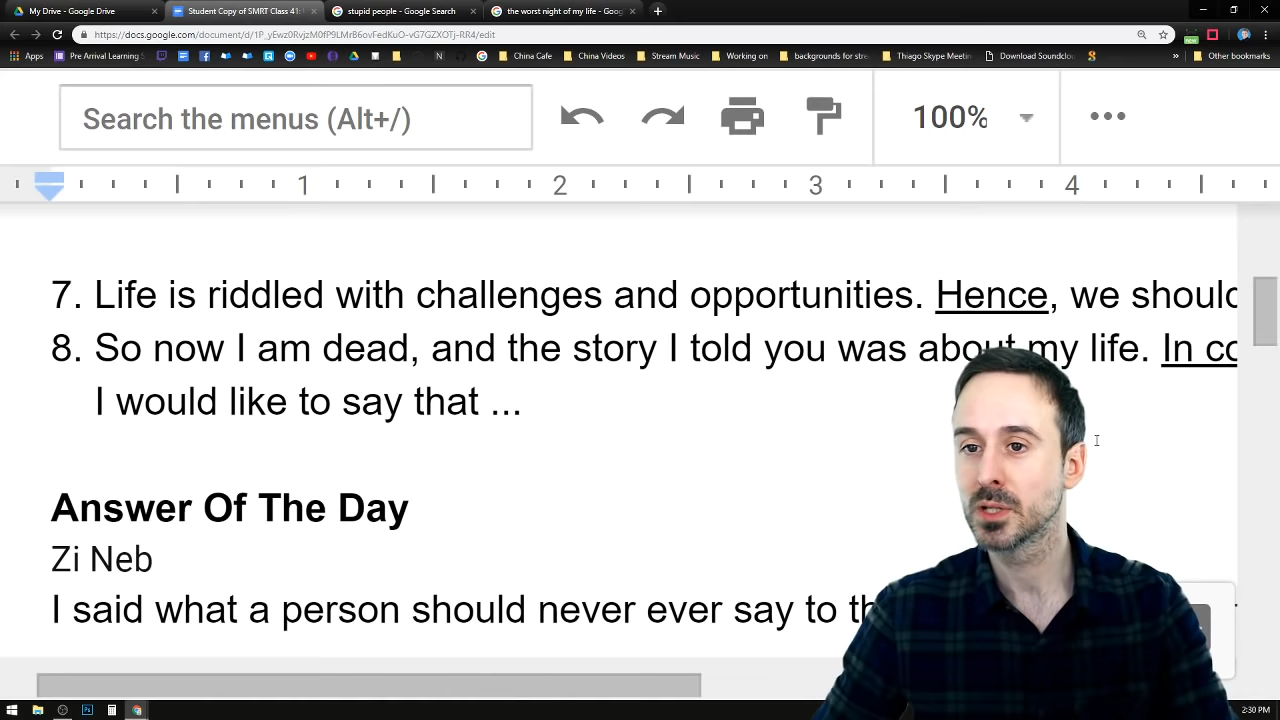 My Drive - Google Drive
Student Copy of SMRT Class 41:
stupid people - Google Search
the worst night of my life - Goog
Apps
Pre Arrival Learning
China Cafe
China Videos
Stream Music
Working on
backgrounds for stre
Thiago Skype Meetin
Download Soundclo
Other bookmarks
Search the menus (Alt+/)
100%
1 2 3 4
7. Life is riddled with challenges and opportunities. Hence, we should
8. So now I am dead, and the story I told you was about my life. In co
I would like to say that ...
Answer Of The Day
Zi Neb
I said what a person should never ever say to th
2:30 PM